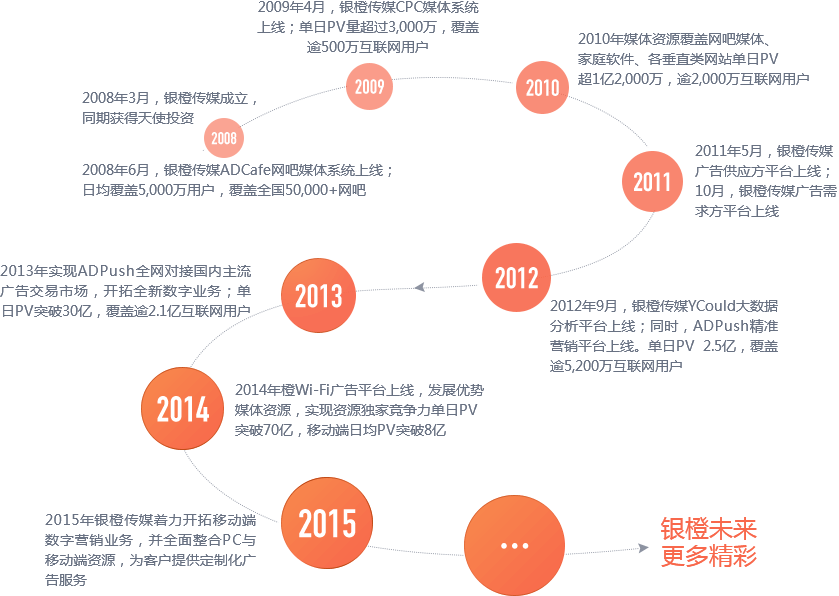 2009年4月，银橙传媒CPC媒体系统
上线；单日PV量超过3,000万，覆盖
逾500万互联网用户
2009
2010年媒体资源覆盖网吧媒体、
家庭软件、各垂直类网站单日PV
超1亿2,000万，逾2,000万互联网用户
2010
2008年3月，银橙传媒成立，
同期获得天使投资
2008
2008年6月，银橙传媒ADCafe网吧媒体系统上线；
日均覆盖5,000万用户，覆盖全国50,000+网吧
2011
2011年5月，银橙传媒
广告供应方平台上线；
10月，银橙传媒广告需
求方平台上线
2012
2012年9月，银橙传媒YCould大数据
分析平台上线；同时，ADPush精准
营销平台上线。单日PV 2.5亿，覆盖
逾5,200万互联网用户
2013年实现ADPush全网对接国内主流
广告交易市场，开拓全新数字业务；单
日PV突破30亿，覆盖逾2.1亿互联网用户
2013
2014
2014年橙Wi-Fi广告平台上线，发展优势
媒体资源，实现资源独家竞争力单日PV
突破70亿，移动端日均PV突破8亿
2015年银橙传媒着力开拓移动端
数字营销业务，并全面整合PC与
移动端资源，为客户提供定制化广
告服务
2015
...
银橙未来
更多精彩